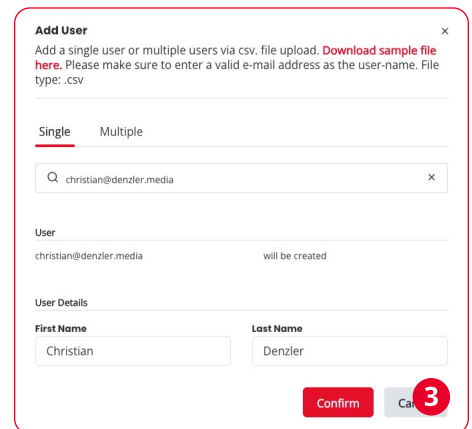 Add User
×
Add a single user or multiple users via csv. file upload. Download sample file
here. Please make sure to enter a valid e-mail address as the user-name. File
type: .csv
Single Multiple
christian@denzler.media ×
User
christian@denzler.media will be created
User Details
First Name Last Name
Christian Denzler
Confirm
3